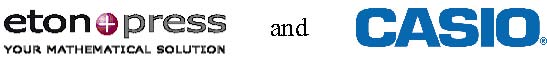 eton+press and CASIO®
YOUR MATHEMATICAL SOLUTION